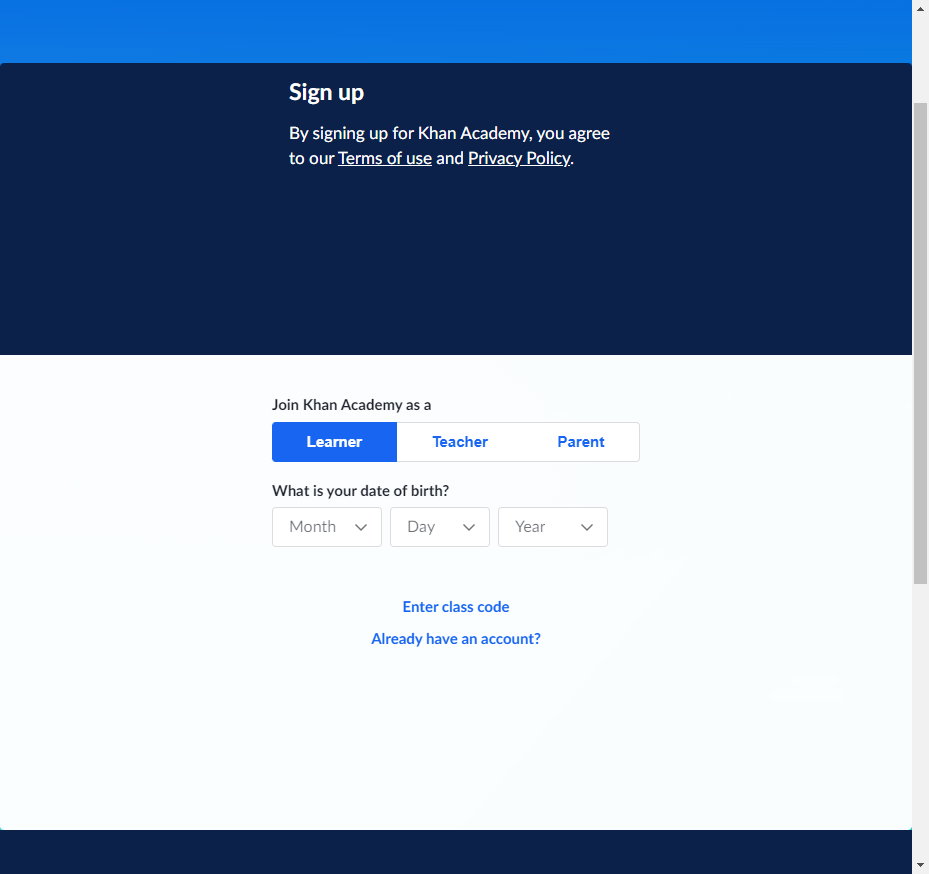 Sign up
By signing up for Khan Academy, you agree
to our Terms of use and Privacy Policy.
Join Khan Academy as a
Learner Teacher Parent
What is your date of birth?
Month Day Year
Enter class code
Already have an account?